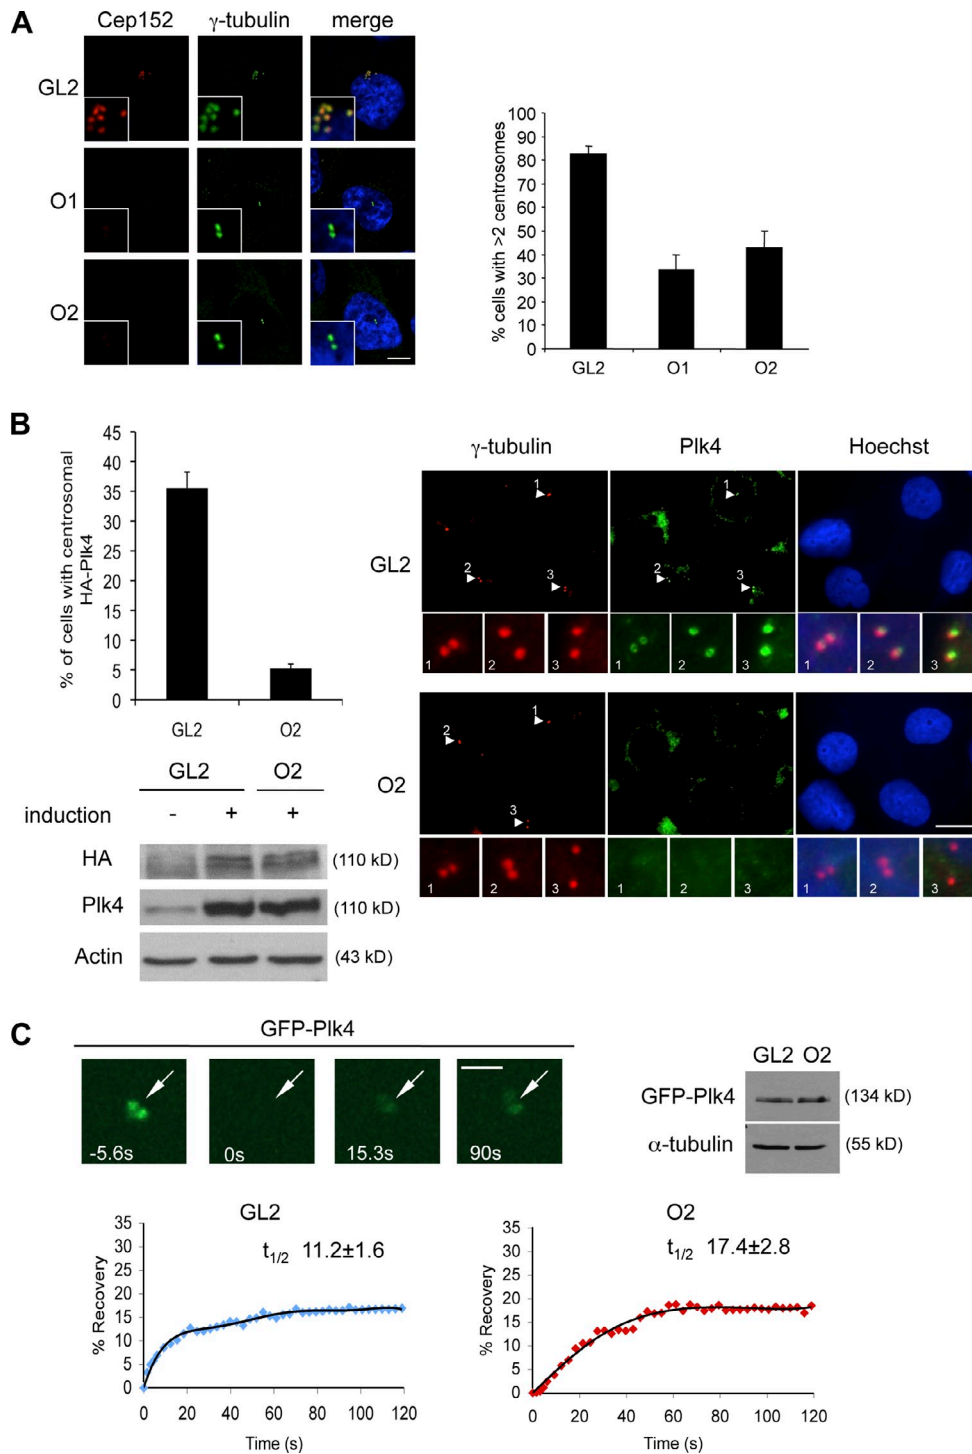 A
Cep152 γ-tubulin merge
GL2
O1
O2
% cells with >2 centrosomes
100
90
80
70
60
50
40
30
20
10
0
GL2 O1 O2
B
% of cells with centrosomal
HA-Plk4
45
40
35
30
25
20
15
10
5
0
GL2 O2
GL2 O2
induction - + +
HA (110 kD)
Plk4 (110 kD)
Actin (43 kD)
γ-tubulin Plk4 Hoechst
GL2
1 1
2 3 2 3
1 2 3 1 2 3 1 2 3
O2
1
2
3
1 2 3 1 2 3 1 2 3
C
GFP-Plk4
-5.6s 0s 15.3s 90s
GL2 O2
GFP-Plk4 (134 kD)
α-tubulin (55 kD)
GL2
t1/2 11.2±1.6
% Recovery
35
30
25
20
15
10
5
0
0 20 40 60 80 100 120
Time (s)
O2
t1/2 17.4±2.8
% Recovery
35
30
25
20
15
10
5
0
0 20 40 60 80 100 120
Time (s)